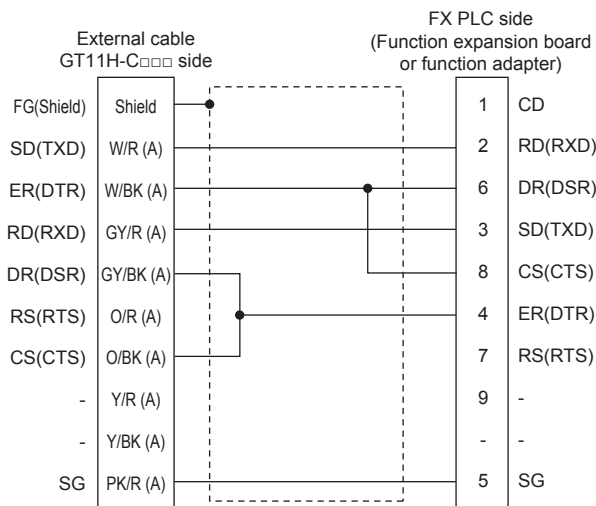 External cable
GT11H-C□□□ side
FX PLC side
(Function expansion board
or function adapter)
FG(Shield) Shield 1 CD
SD(TXD) W/R (A) 2 RD(RXD)
ER(DTR) W/BK (A) 6 DR(DSR)
RD(RXD) GY/R (A) 3 SD(TXD)
DR(DSR) GY/BK (A) 8 CS(CTS)
RS(RTS) O/R (A) 4 ER(DTR)
CS(CTS) O/BK (A) 7 RS(RTS)
- Y/R (A) 9 -
- Y/BK (A) - -
SG PK/R (A) 5 SG